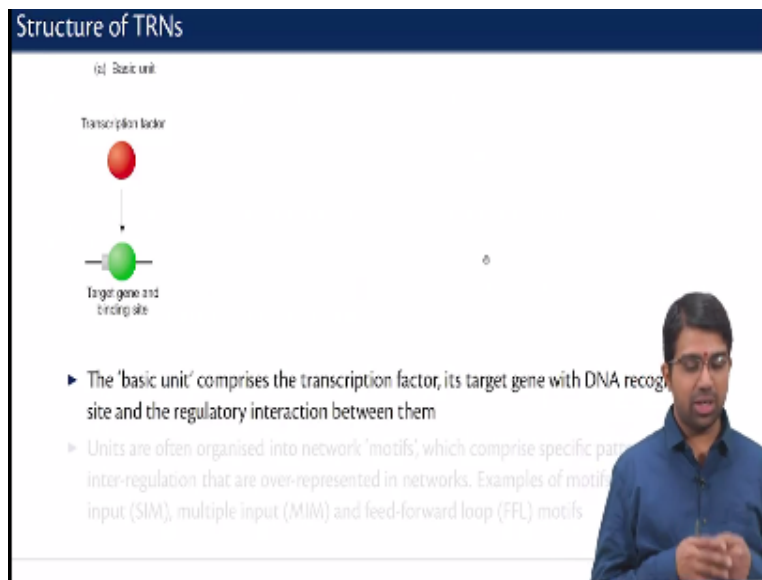 Structure of TRNs
(a) Basic unit
Transcription factor
Target gene and
binding site
The 'basic unit' comprises the transcription factor, its target gene with DNA recog
site and the regulatory interaction between them
Units are often organised into network 'motifs', which comprise specific
inter-regulation that are over-represented in networks. Examples of
input (SIM), multiple input (MIM) and feed-forward loop (FFL) motifs